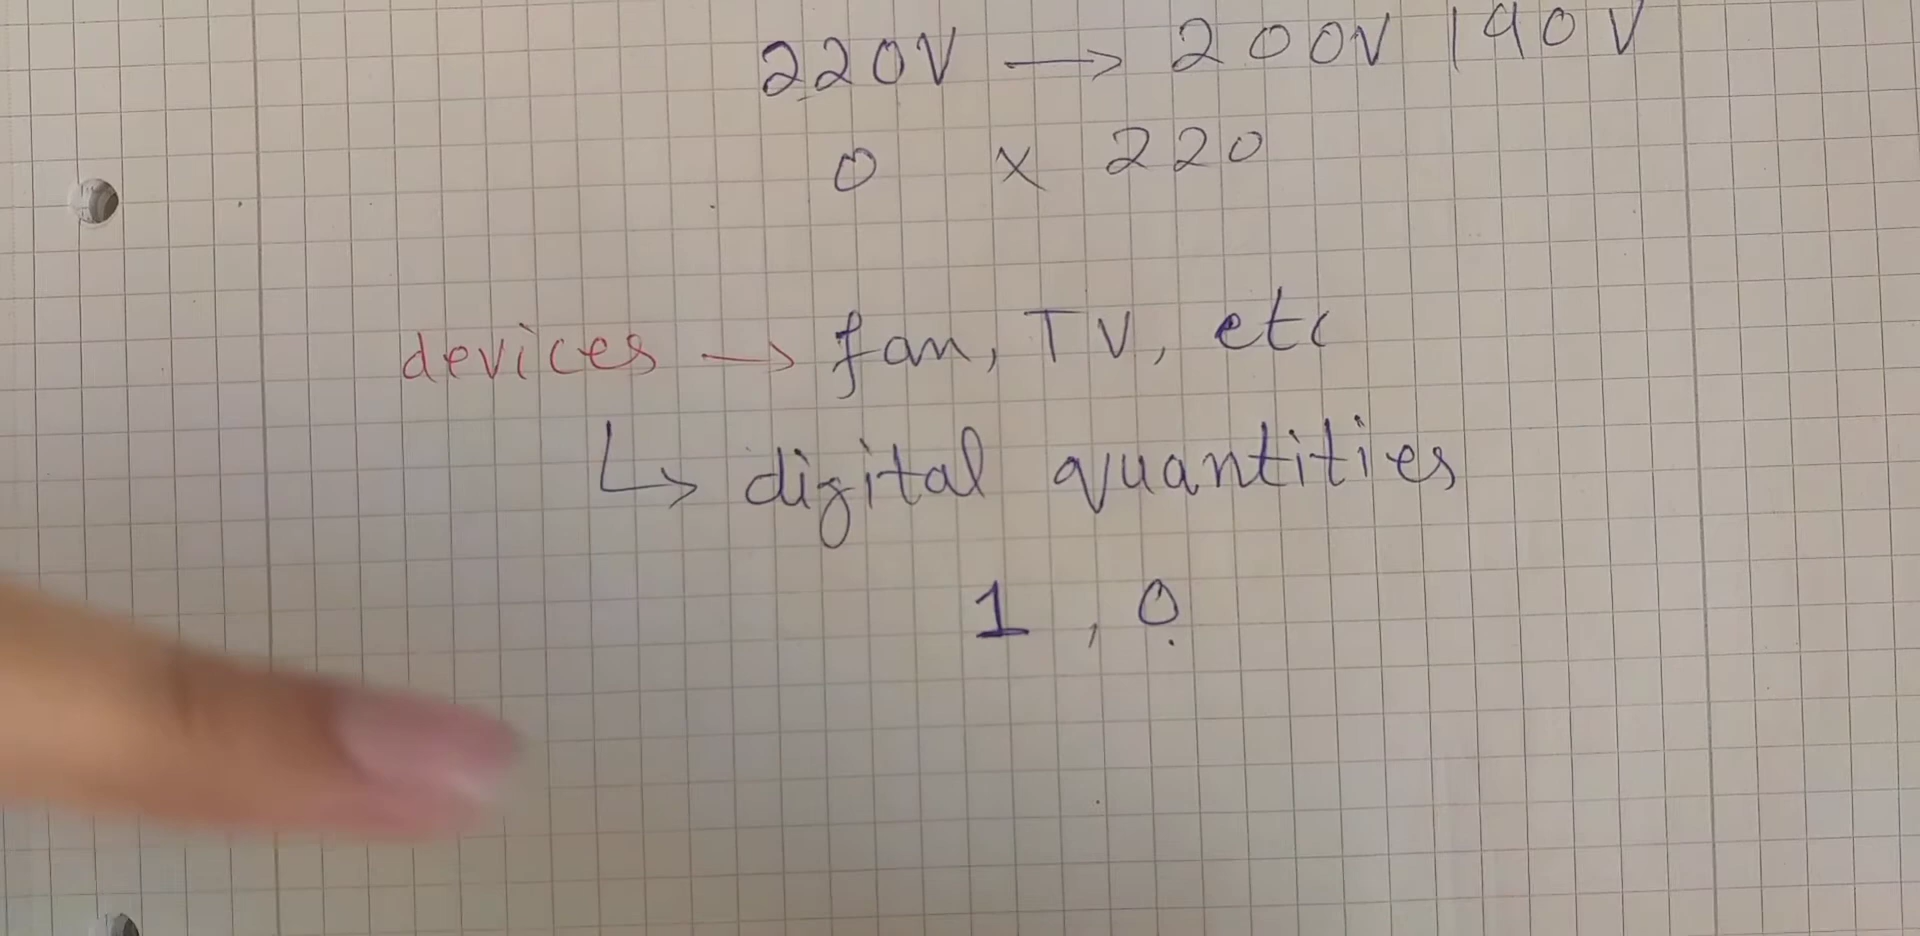 220V → 200V 190V
0 x 220
devices → fan, TV, etc
↳ digital quantities
1 , 0